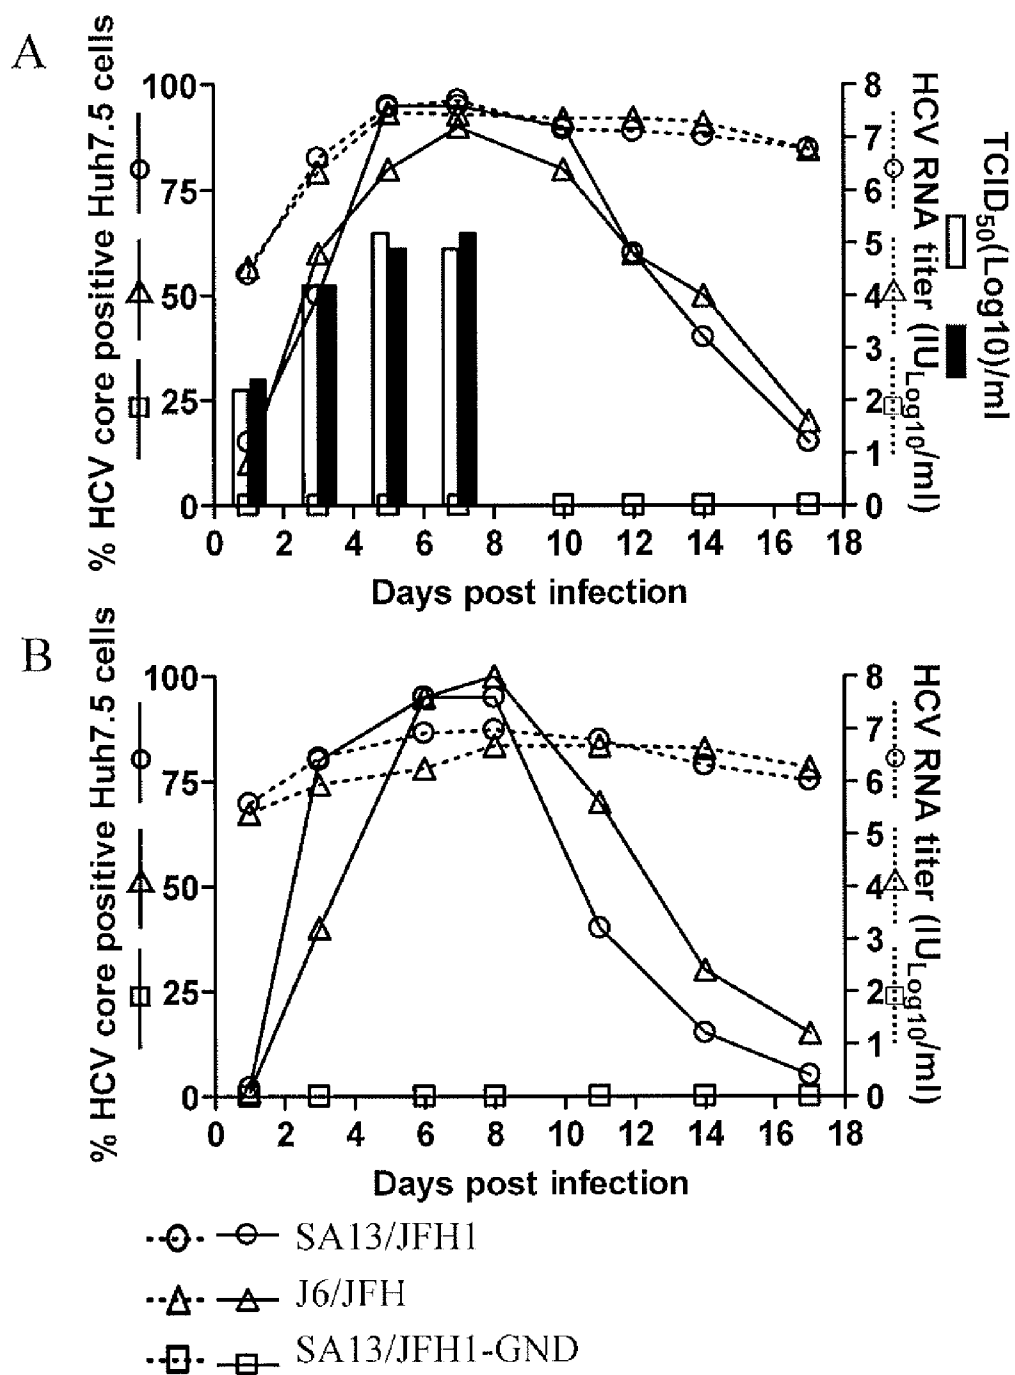 A
% HCV core positive Huh7.5 cells
100
75
50
25
0
8
7
6
5
4
3
2
1
0
HCV RNA titer (IULog10/ml)
TCID50(Log10)/ml
0 2 4 6 8 10 12 14 16 18
Days post infection
B
% HCV core positive Huh7.5 cells
100
75
50
25
0
8
7
6
5
4
3
2
1
0
HCV RNA titer (IULog10/ml)
0 2 4 6 8 10 12 14 16 18
Days post infection
SA13/JFH1
J6/JFH
SA13/JFH1-GND